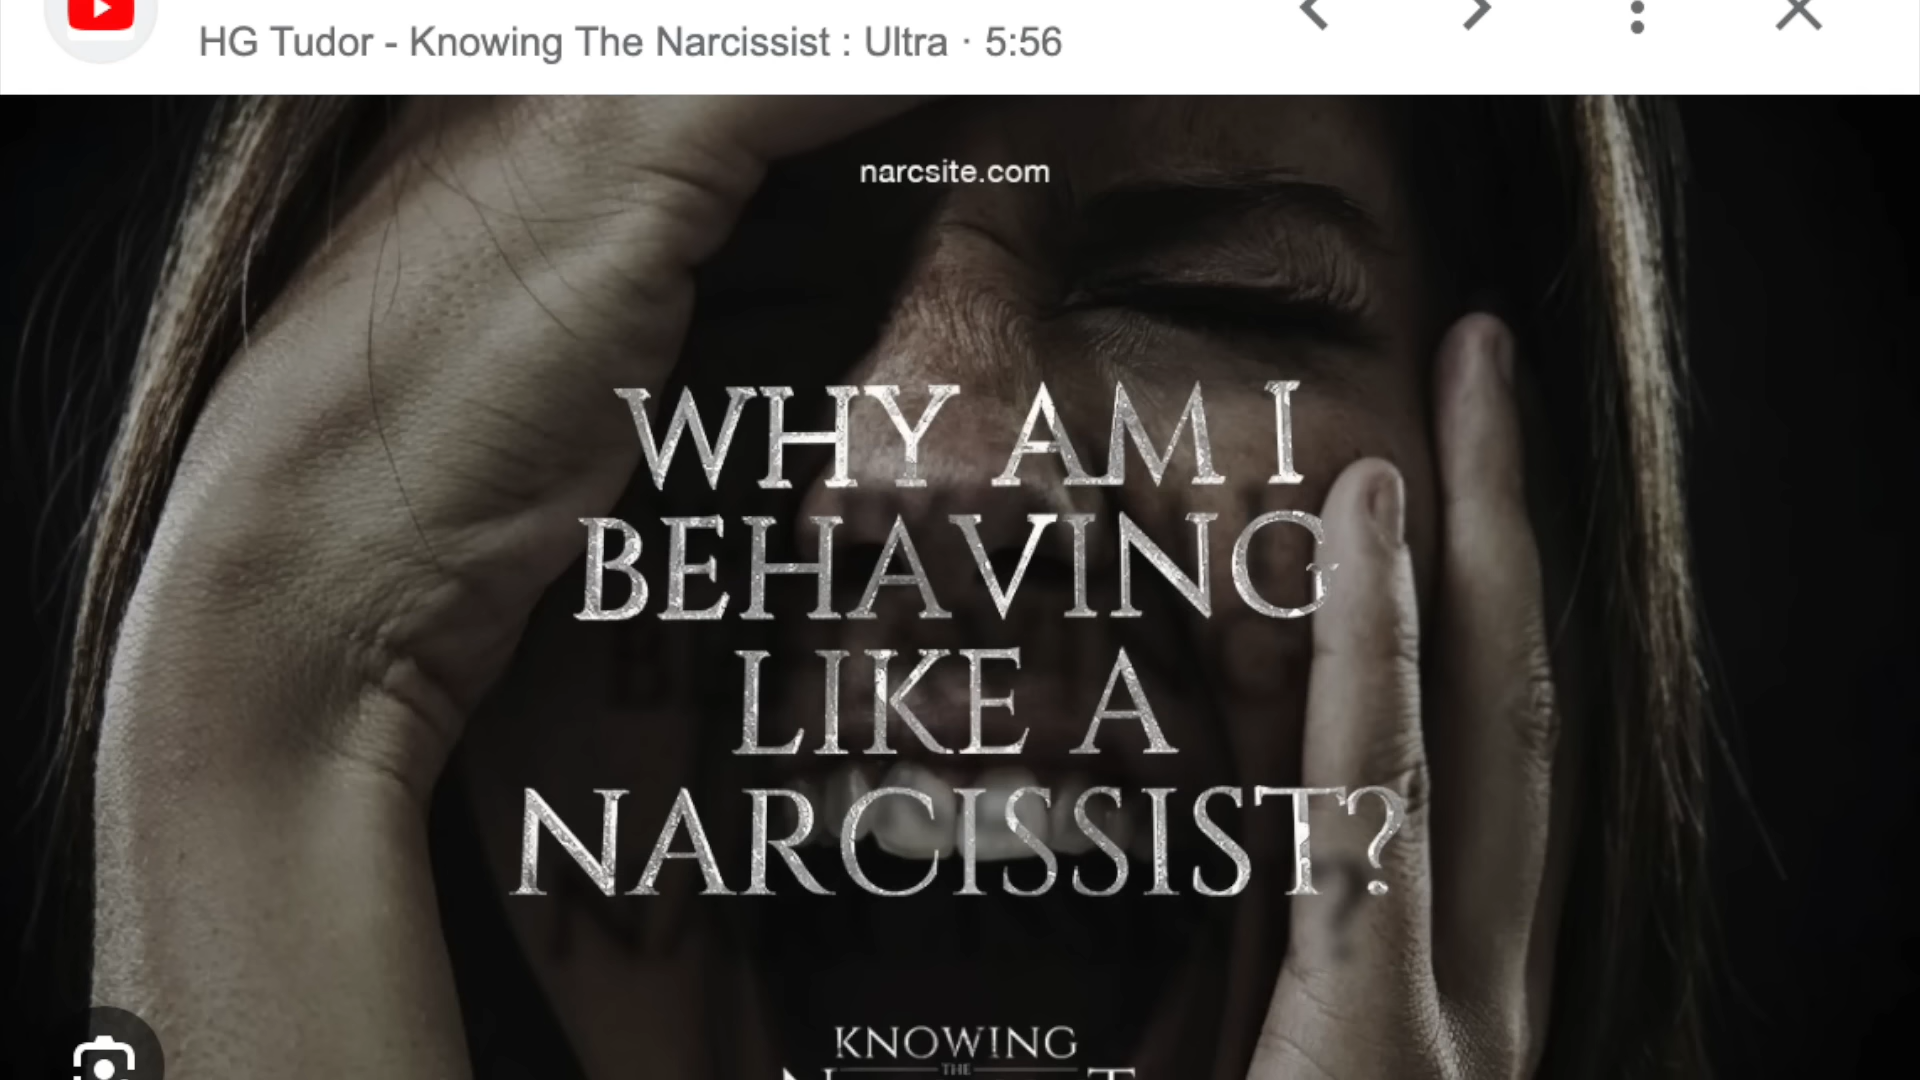 HG Tudor - Knowing The Narcissist : Ultra · 5:56
narcsite.com
WHY AM I
BEHAVING
LIKE A
NARCISSIST?
KNOWING
THE